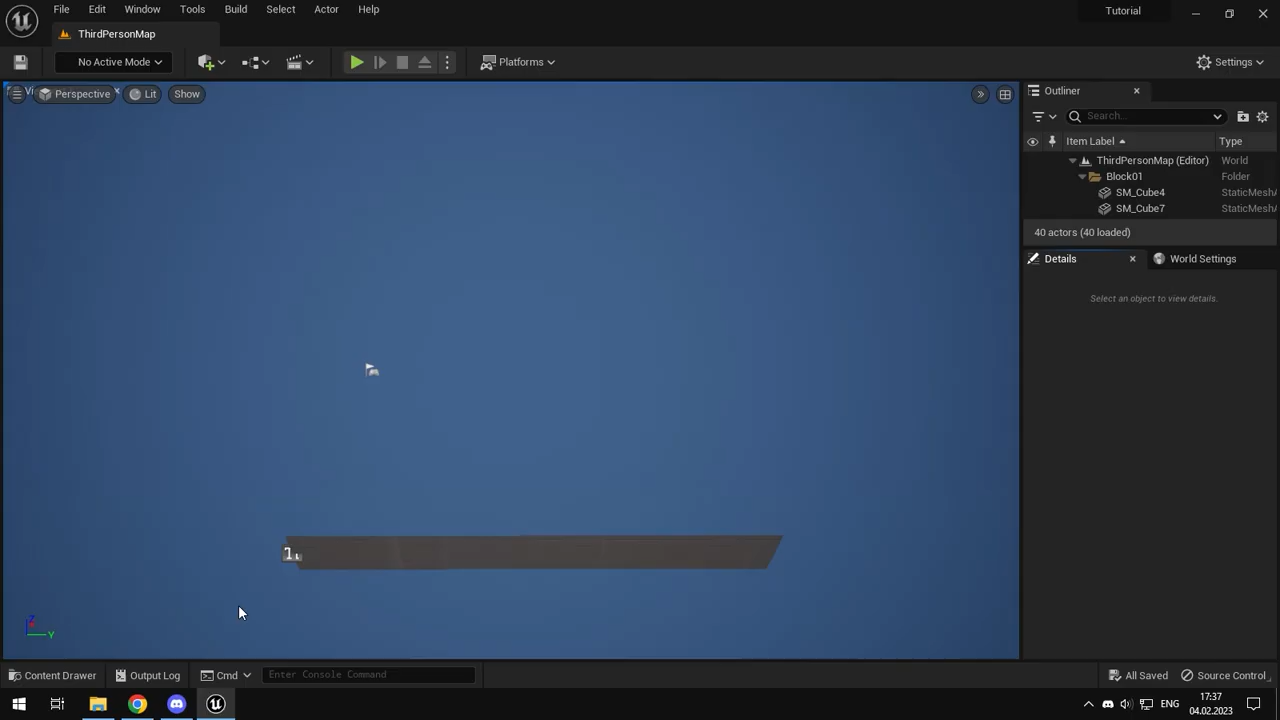 File Edit Window Tools Build Select Actor Help
Tutorial
ThirdPersonMap
No Active Mode
Platforms
Settings
Perspective
Lit
Show
Outliner
Search...
Item Label
Type
ThirdPersonMap (Editor) World
Block01 Folder
SM_Cube4 StaticMeshA
SM_Cube7 StaticMeshA
40 actors (40 loaded)
Details
World Settings
Select an object to view details.
1.
Z
Y
Content Drawer
Output Log
Cmd
Enter Console Command
All Saved
Source Control
ENG
17:37
04.02.2023